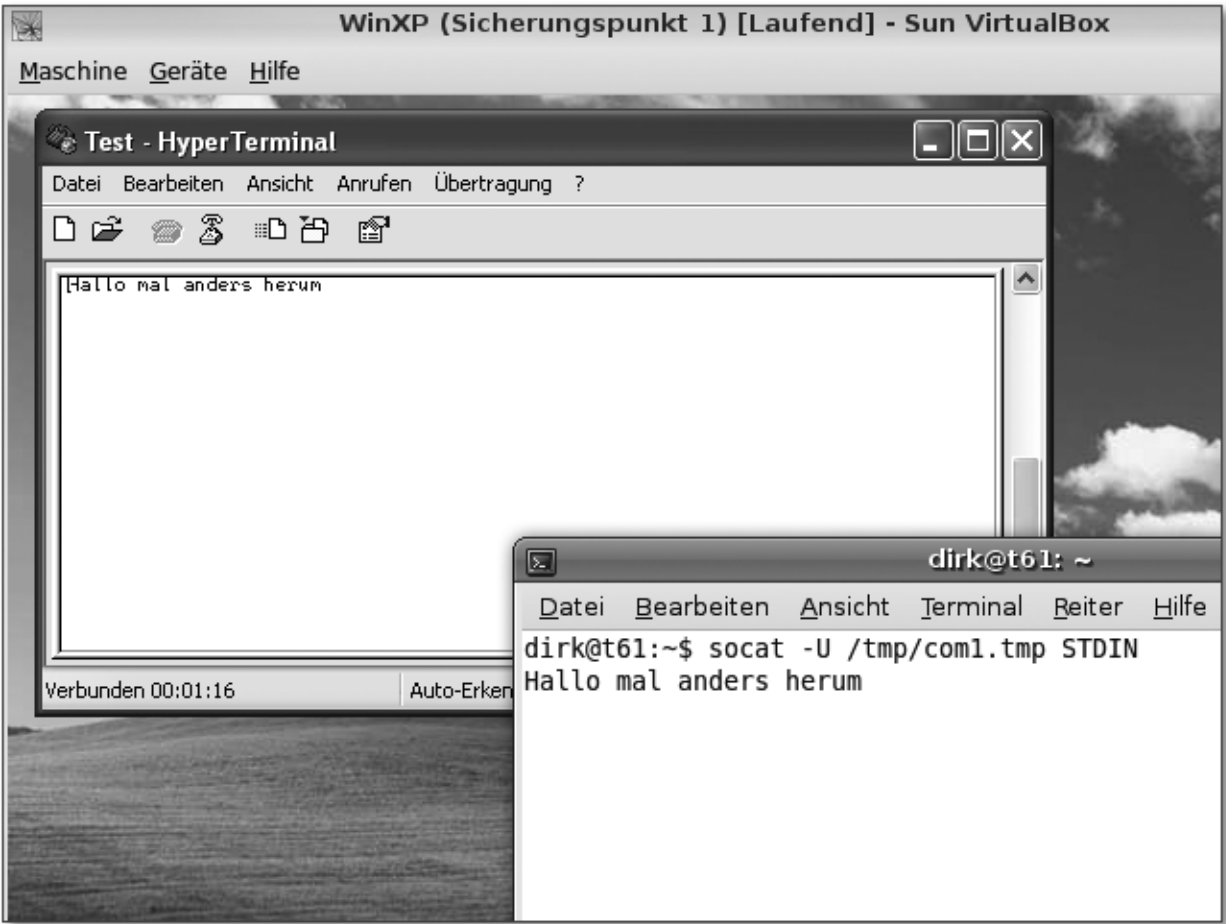 WinXP (Sicherungspunkt 1) [Laufend] - Sun VirtualBox
Maschine Geräte Hilfe
Test - HyperTerminal
Datei Bearbeiten Ansicht Anrufen Übertragung ?
Hallo mal anders herum
Verbunden 00:01:16 Auto-Erken
dirk@t61: ~
Datei Bearbeiten Ansicht Terminal Reiter Hilfe
dirk@t61:~$ socat -U /tmp/com1.tmp STDIN
Hallo mal anders herum